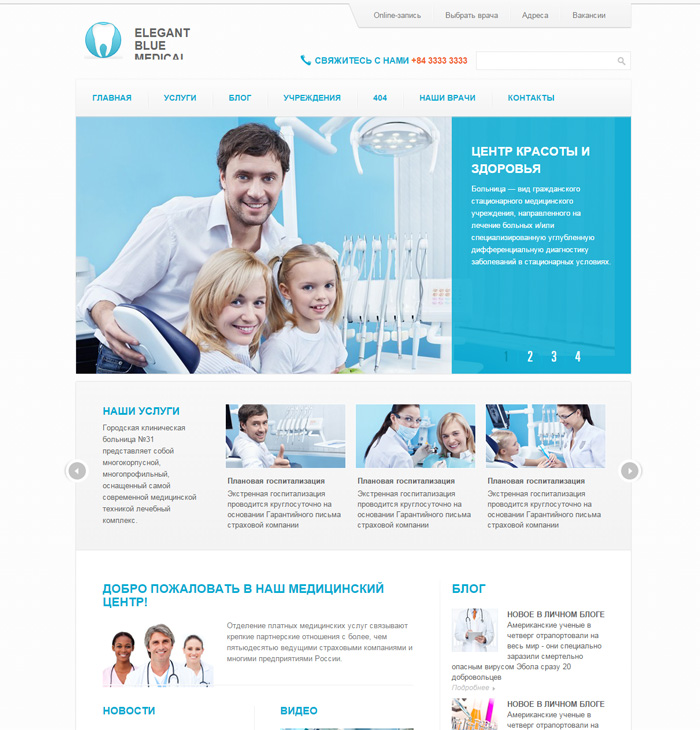 Online-запись
Выбрать врача
Адреса
Вакансии
ELEGANT
BLUE
MEDICAL
СВЯЖИТЕСЬ С НАМИ +84 3333 3333
ГЛАВНАЯ
УСЛУГИ
БЛОГ
УЧРЕЖДЕНИЯ
404
НАШИ ВРАЧИ
КОНТАКТЫ
ЦЕНТР КРАСОТЫ И
ЗДОРОВЬЯ
Больница — вид гражданского
стационарного медицинского
учреждения, направленного на
лечение больных и/или
специализированную углубленную
дифференциальную диагностику
заболеваний в стационарных условиях.
1 2 3 4
НАШИ УСЛУГИ
Городская клиническая
больница №31
представляет собой
многокорпусной,
многопрофильный,
оснащенный самой
современной медицинской
техникой лечебный
комплекс.
Плановая госпитализация
Экстренная госпитализация
проводится круглосуточно на
основании Гарантийного письма
страховой компании
Плановая госпитализация
Экстренная госпитализация
проводится круглосуточно на
основании Гарантийного письма
страховой компании
Плановая госпитализация
Экстренная госпитализация
проводится круглосуточно на
основании Гарантийного письма
страховой компании
ДОБРО ПОЖАЛОВАТЬ В НАШ МЕДИЦИНСКИЙ
ЦЕНТР!
Отделение платных медицинских услуг связывают
крепкие партнерские отношения с более, чем
пятьюдесятью ведущими страховыми компаниями и
многими предприятиями России.
НОВОСТИ
ВИДЕО
БЛОГ
НОВОЕ В ЛИЧНОМ БЛОГЕ
Американские ученые в
четверг отрапортовали на
весь мир - они специально
заразили смертельно
опасным вирусом Эбола сразу 20
добровольцев
Подробнее
НОВОЕ В ЛИЧНОМ БЛОГЕ
Американские ученые в
четверг отрапортовали на